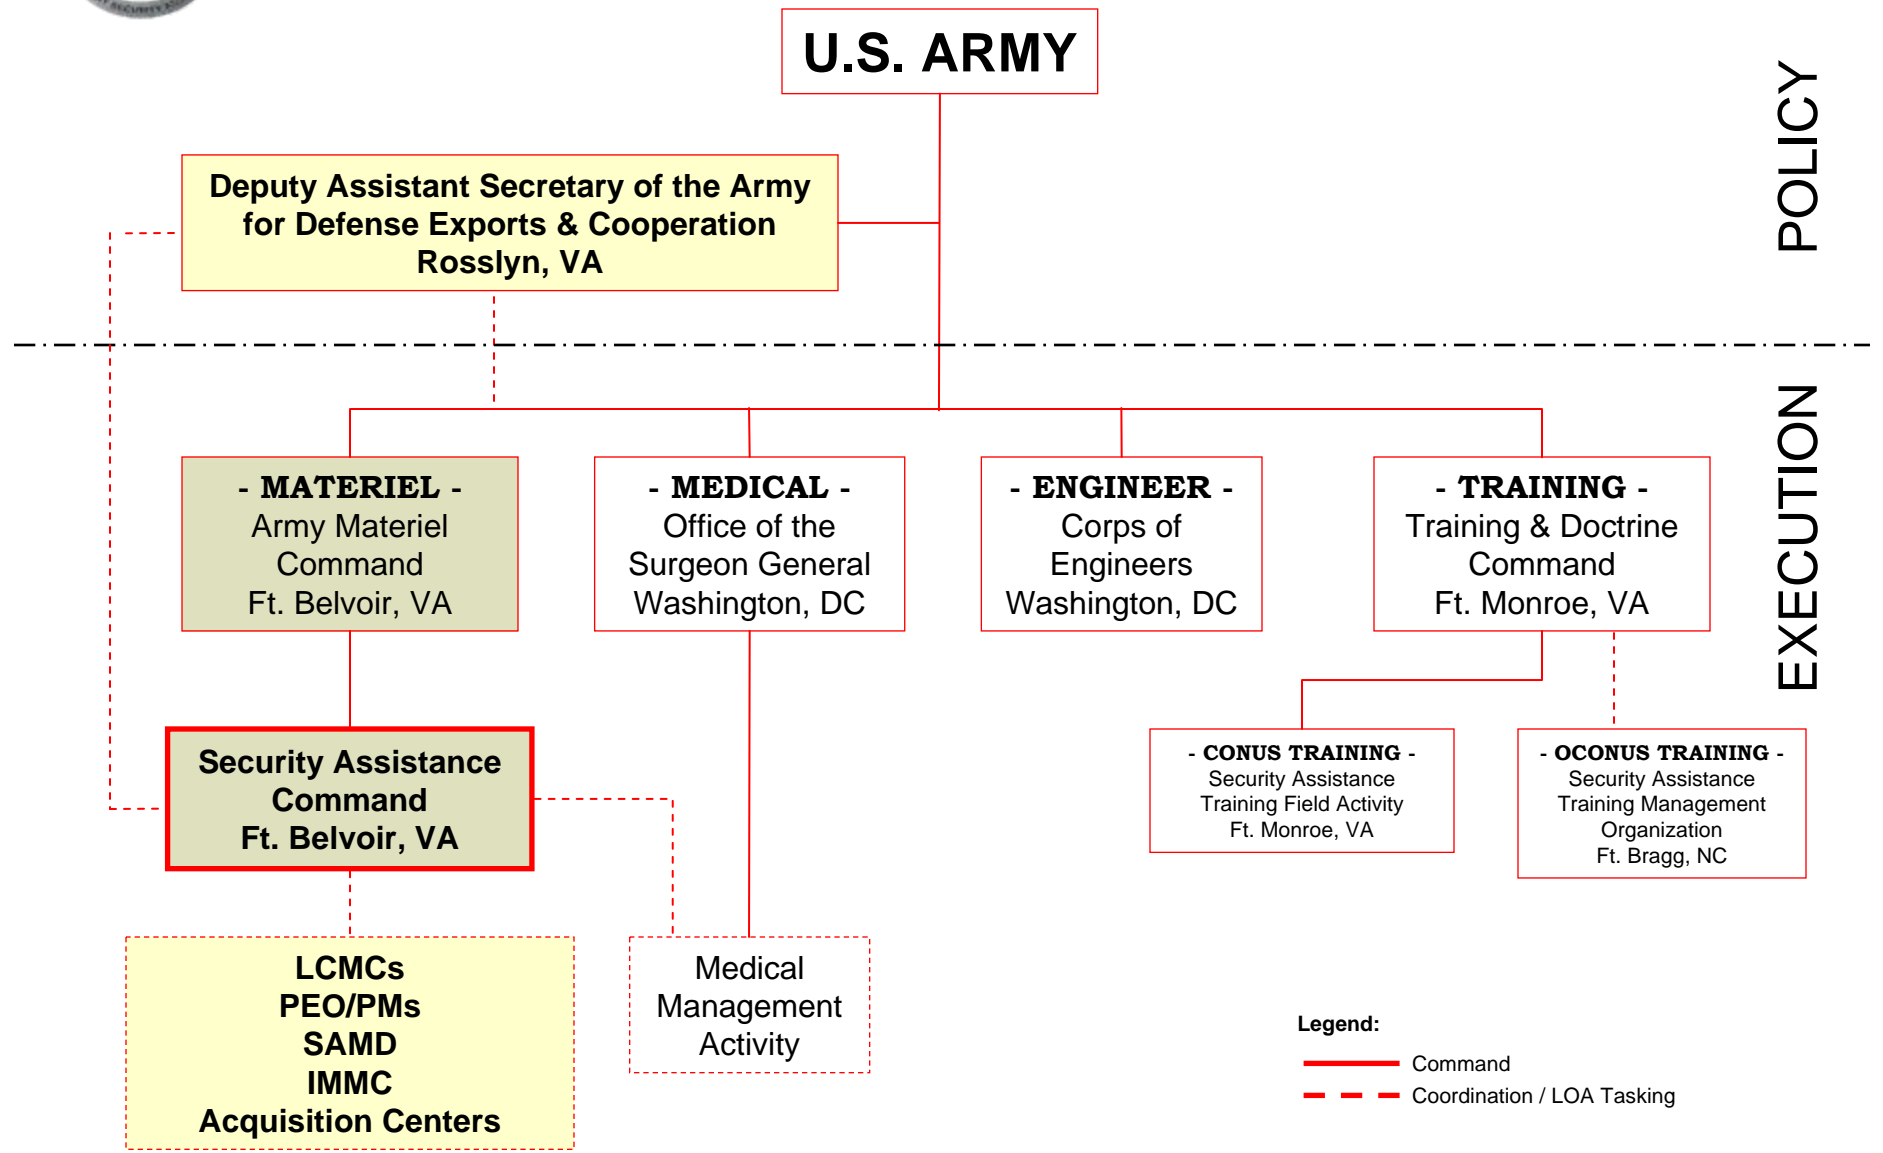 U.S. ARMY
POLICY
Deputy Assistant Secretary of the Army
for Defense Exports & Cooperation
Rosslyn, VA
EXECUTION
- MATERIEL -
Army Materiel
Command
Ft. Belvoir, VA
- MEDICAL -
Office of the
Surgeon General
Washington, DC
- ENGINEER -
Corps of
Engineers
Washington, DC
- TRAINING -
Training & Doctrine
Command
Ft. Monroe, VA
Security Assistance
Command
Ft. Belvoir, VA
- CONUS TRAINING -
Security Assistance
Training Field Activity
Ft. Monroe, VA
- OCONUS TRAINING -
Security Assistance
Training Management
Organization
Ft. Bragg, NC
LCMCs
PEO/PMs
SAMD
IMMC
Acquisition Centers
Medical
Management
Activity
Legend:
Command
Coordination / LOA Tasking